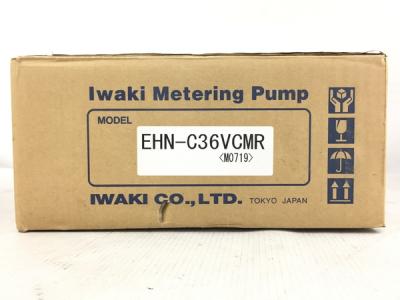 Iwaki Metering Pump
MODEL
EHN-C36VCMR
<M0719>
IWAKI CO.,LTD. TOKYO JAPAN